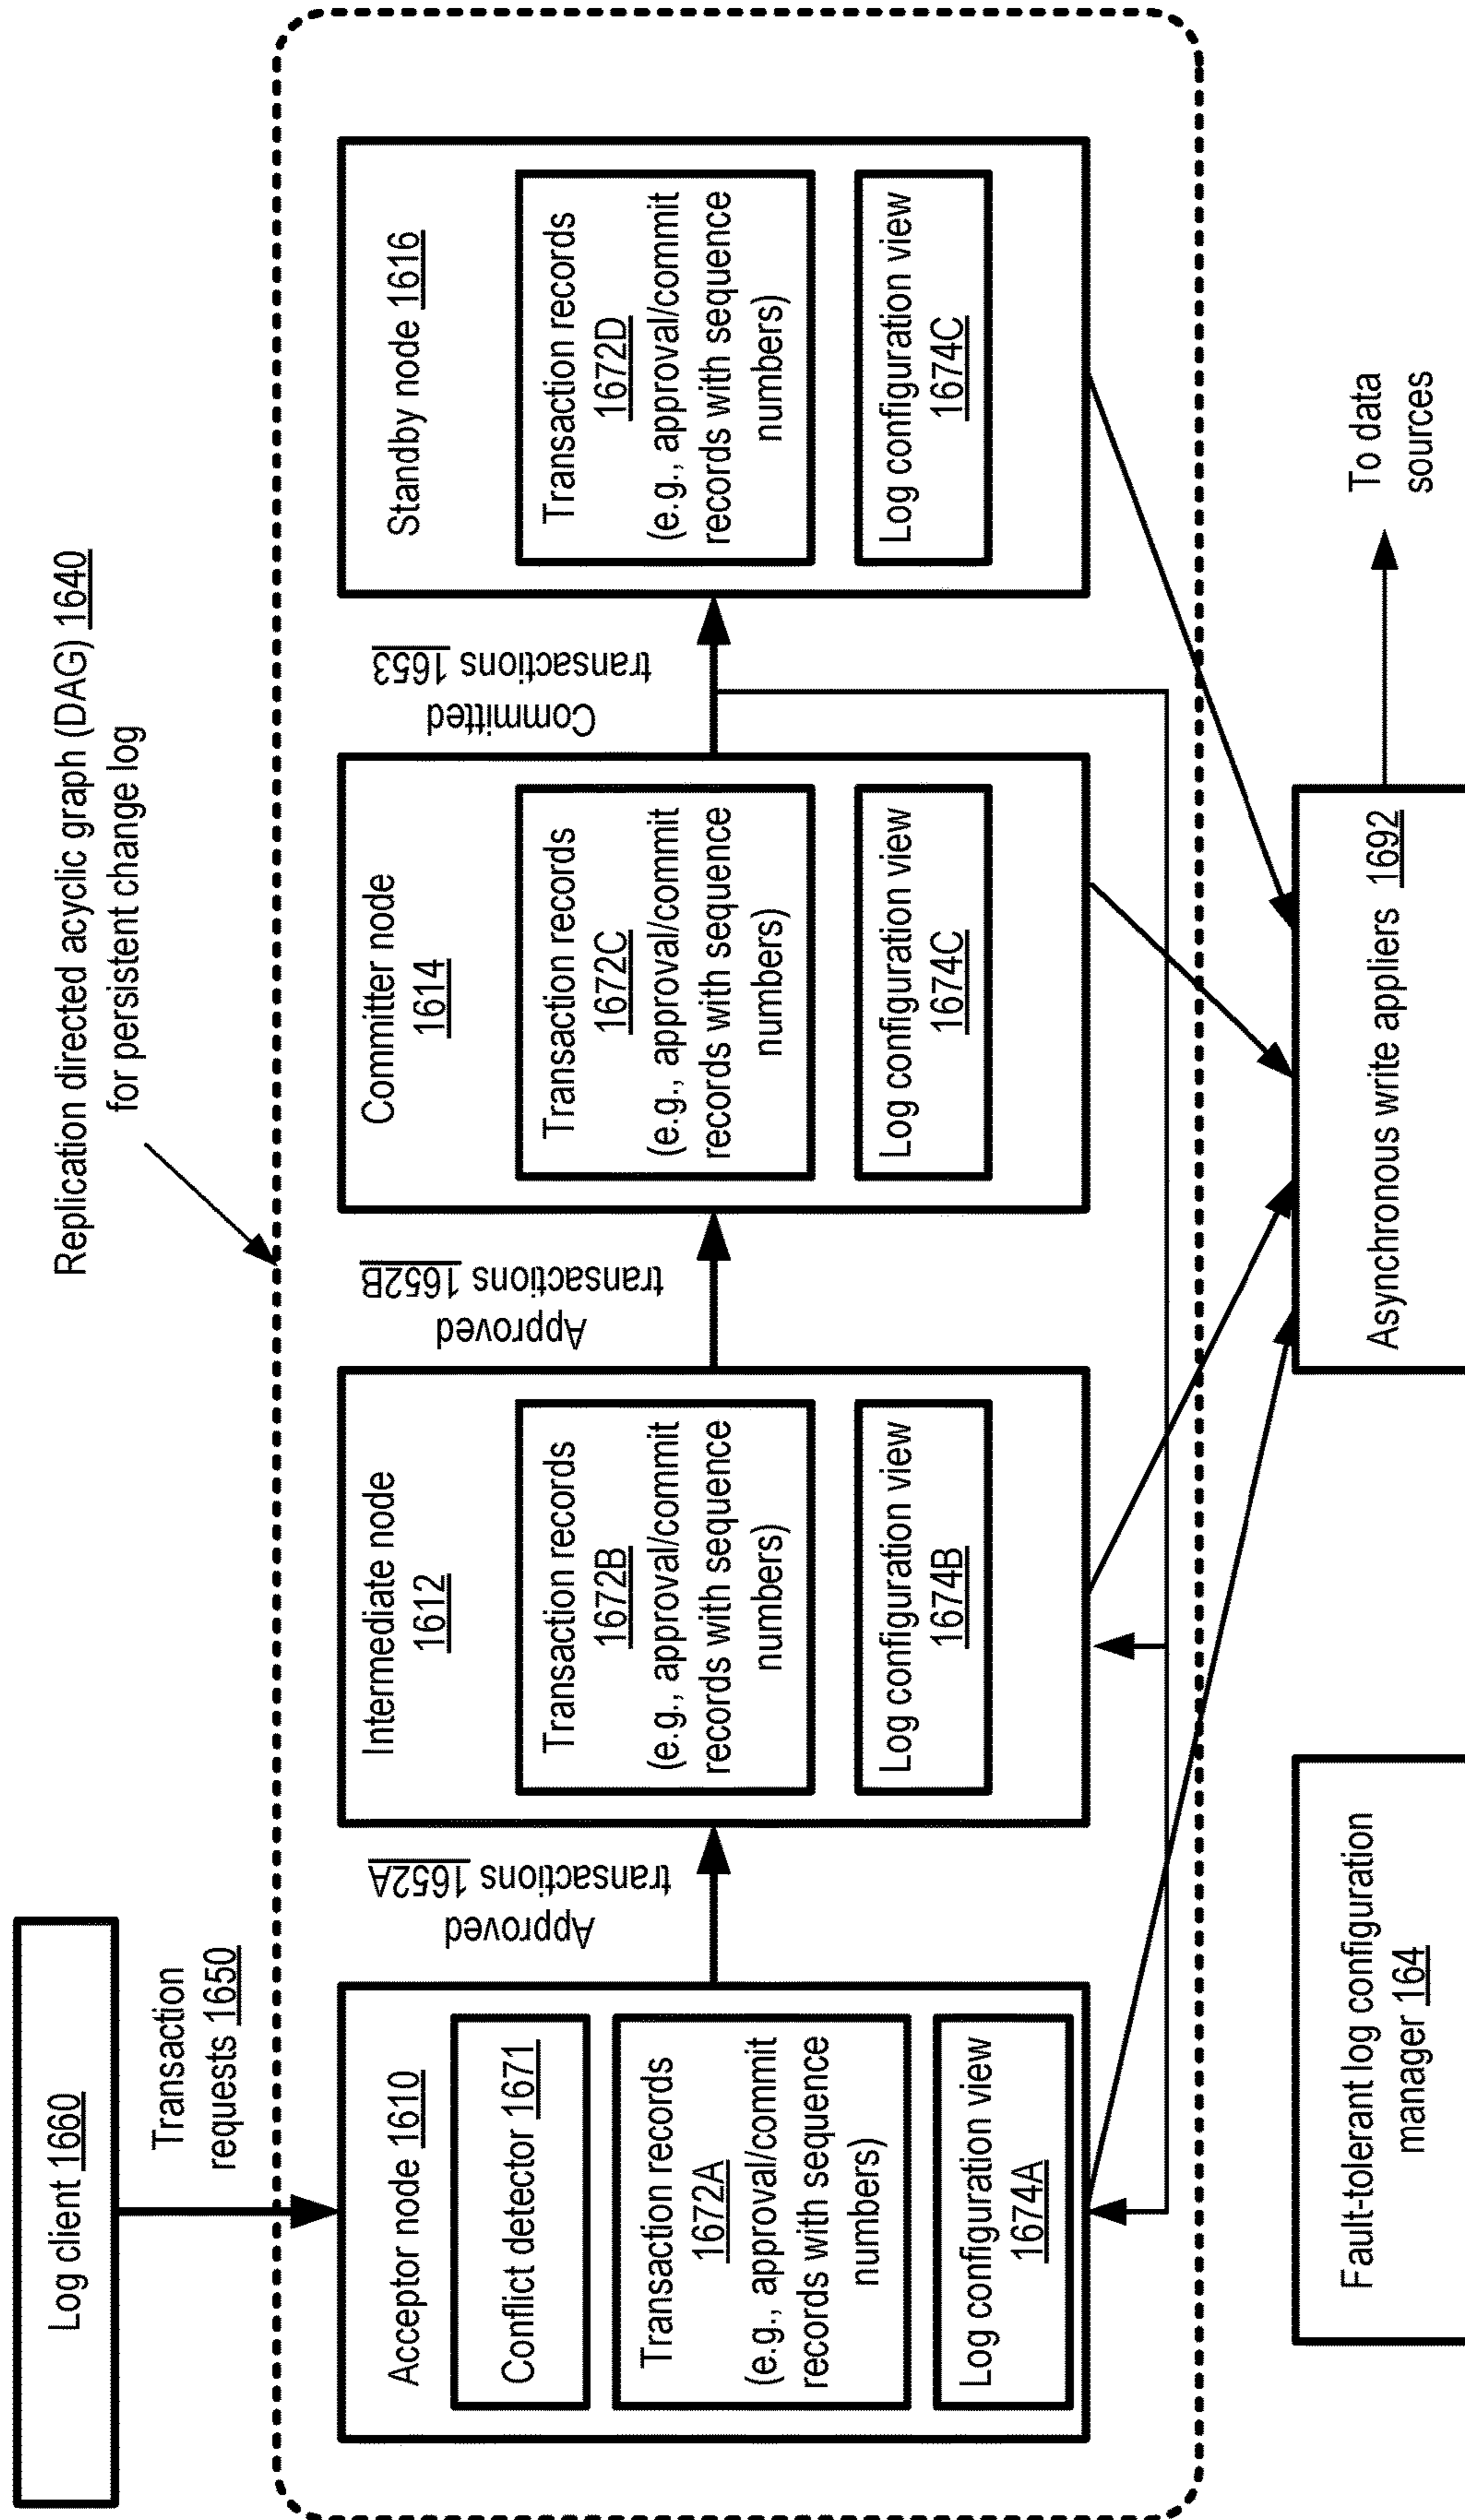 Replication directed acyclic graph (DAG) 1640
for persistent change log
Log client 1660
Transaction
requests 1650
Acceptor node 1610
Conflict detector 1671
Transaction records
1672A
(e.g., approval/commit
records with sequence
numbers)
Log configuration view
1674A
Approved
transactions 1652A
Intermediate node
1612
Transaction records
1672B
(e.g., approval/commit
records with sequence
numbers)
Log configuration view
1674B
Approved
transactions 1652B
Committer node
1614
Transaction records
1672C
(e.g., approval/commit
records with sequence
numbers)
Log configuration view
1674C
Committed
transactions 1653
Standby node 1616
Transaction records
1672D
(e.g., approval/commit
records with sequence
numbers)
Log configuration view
1674C
Fault-tolerant log configuration
manager 164
Asynchronous write appliers 1692
To data
sources